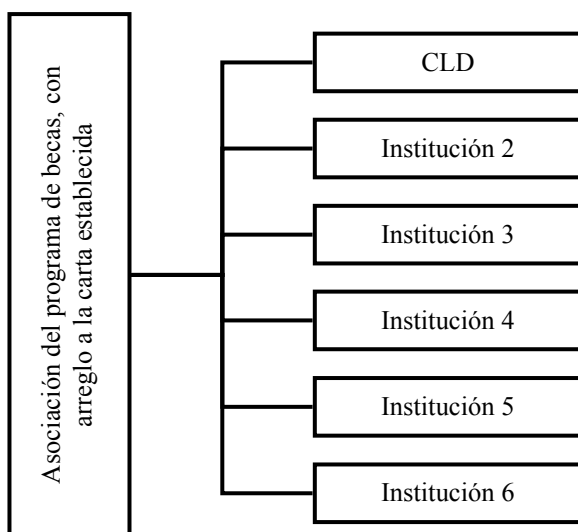 Asociación del programa de becas, con
arreglo a la carta establecida
CLD
Institución 2
Institución 3
Institución 4
Institución 5
Institución 6